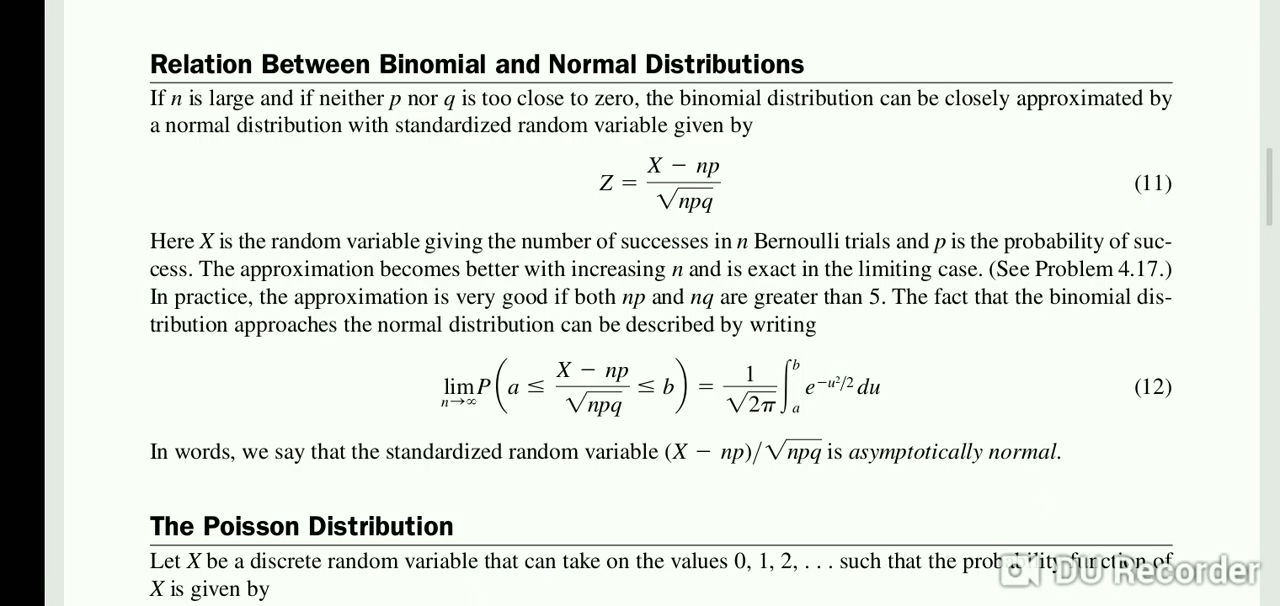 Relation Between Binomial and Normal Distributions
If n is large and if neither p nor q is too close to zero, the binomial distribution can be closely approximated by
a normal distribution with standardized random variable given by
Z = (X − np)/√npq (11)
Here X is the random variable giving the number of successes in n Bernoulli trials and p is the probability of suc-
cess. The approximation becomes better with increasing n and is exact in the limiting case. (See Problem 4.17.)
In practice, the approximation is very good if both np and nq are greater than 5. The fact that the binomial dis-
tribution approaches the normal distribution can be described by writing
lim n→∞ P(a ≤ (X − np)/√npq ≤ b) = 1/√2π ∫ₐᵇ e^(−u²/2) du (12)
In words, we say that the standardized random variable (X − np)/√npq is asymptotically normal.
The Poisson Distribution
Let X be a discrete random variable that can take on the values 0, 1, 2, . . . such that the probability function of
X is given by
DU Recorder